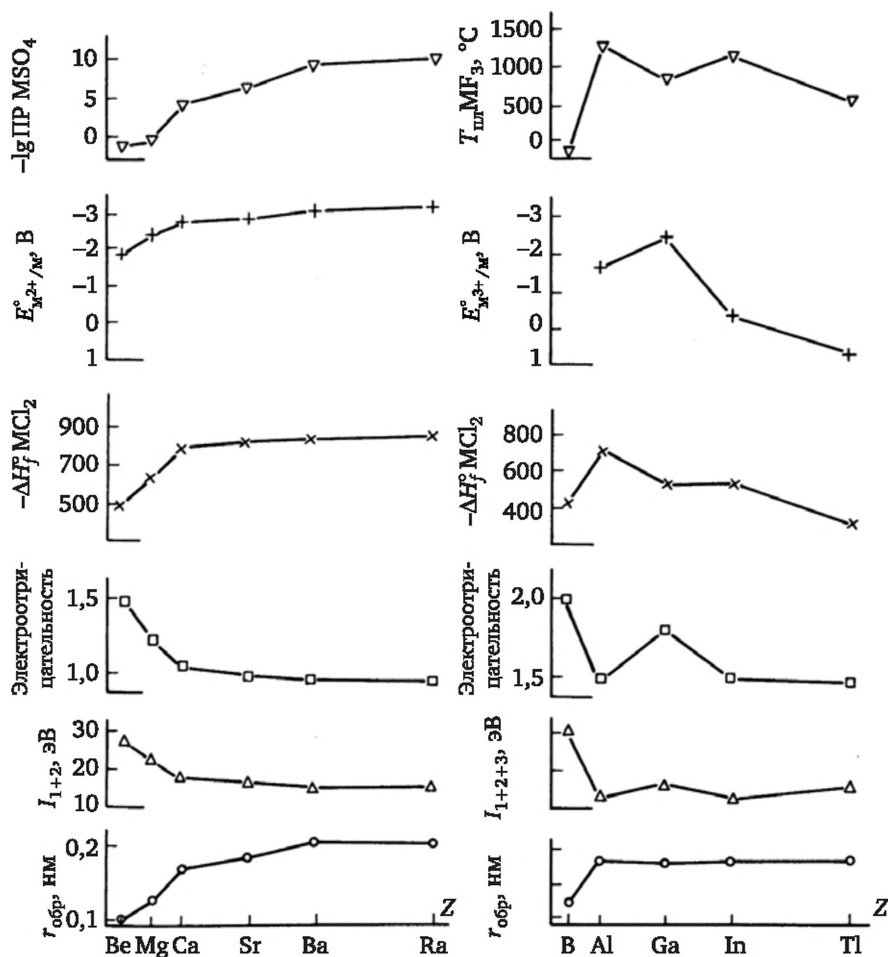 –lg ПР MSO₄
10
5
0
E°ₘ²⁺/ₘ, В
–3
–2
–1
0
1
–ΔH°f MCl₂
900
700
500
Электроотри-
цательность
1,5
1,0
I₁₊₂, эВ
30
20
10
rобр, нм
0,2
0,1
Be Mg Ca Sr Ba Ra
Z
Tпл MF₃, °C
1500
1000
500
0
E°ₘ³⁺/ₘ, В
–3
–2
–1
0
1
–ΔH°f MCl₂
800
600
400
Электроотри-
цательность
2,0
1,5
I₁₊₂₊₃, эВ
rобр, нм
B Al Ga In Tl
Z